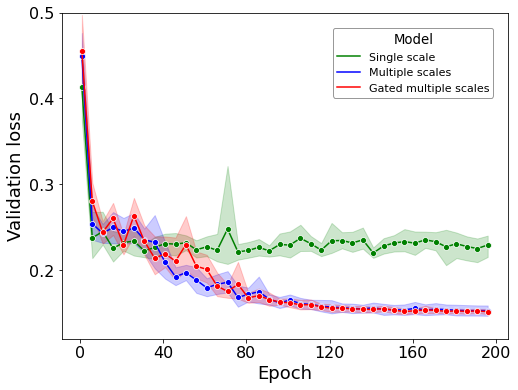 0.5
0.4
0.3
0.2
Validation loss
Model
Single scale
Multiple scales
Gated multiple scales
0 40 80 120 160 200
Epoch